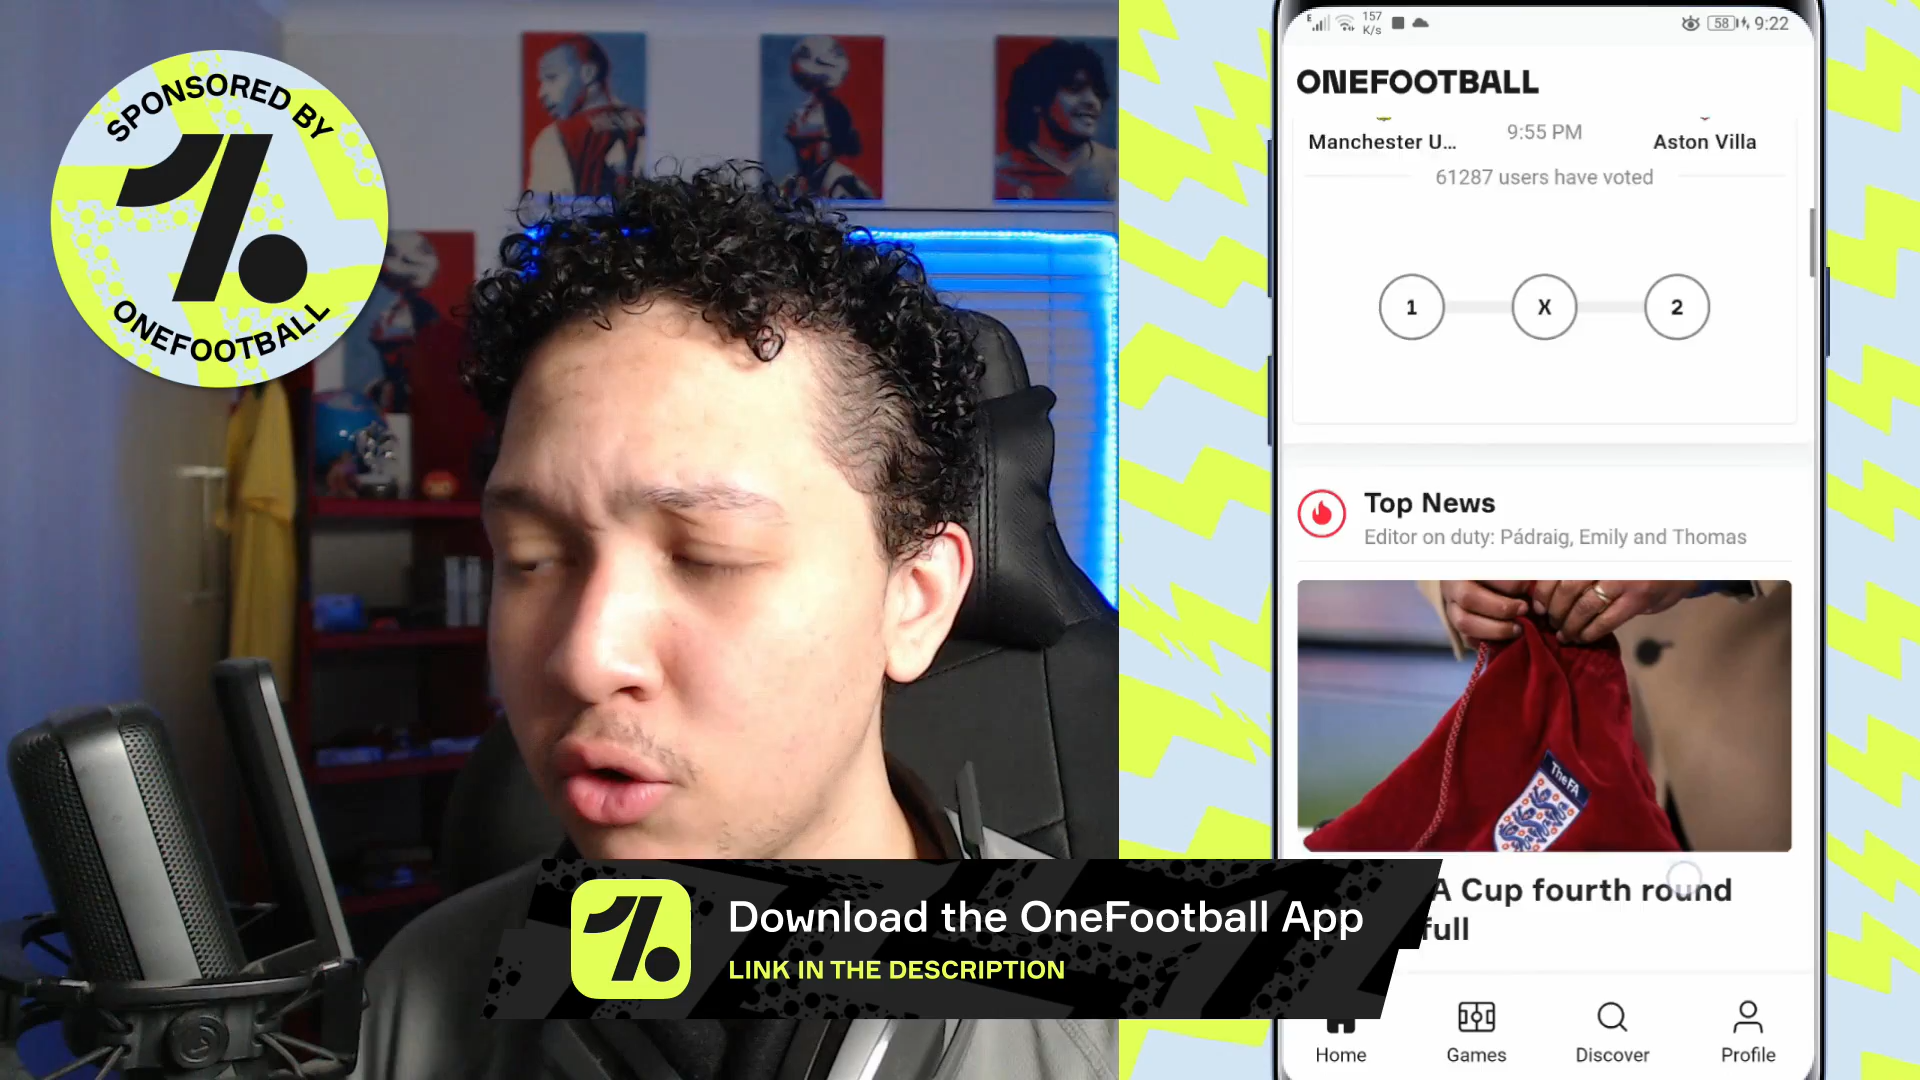 SPONSORED BY
ONEFOOTBALL
E
157
K/s
58
9:22
ONEFOOTBALL
Manchester U...
9:55 PM
Aston Villa
61287 users have voted
1
X
2
Top News
Editor on duty: Pádraig, Emily and Thomas
The FA
A Cup fourth round
full
Download the OneFootball App
LINK IN THE DESCRIPTION
Home
Games
Discover
Profile